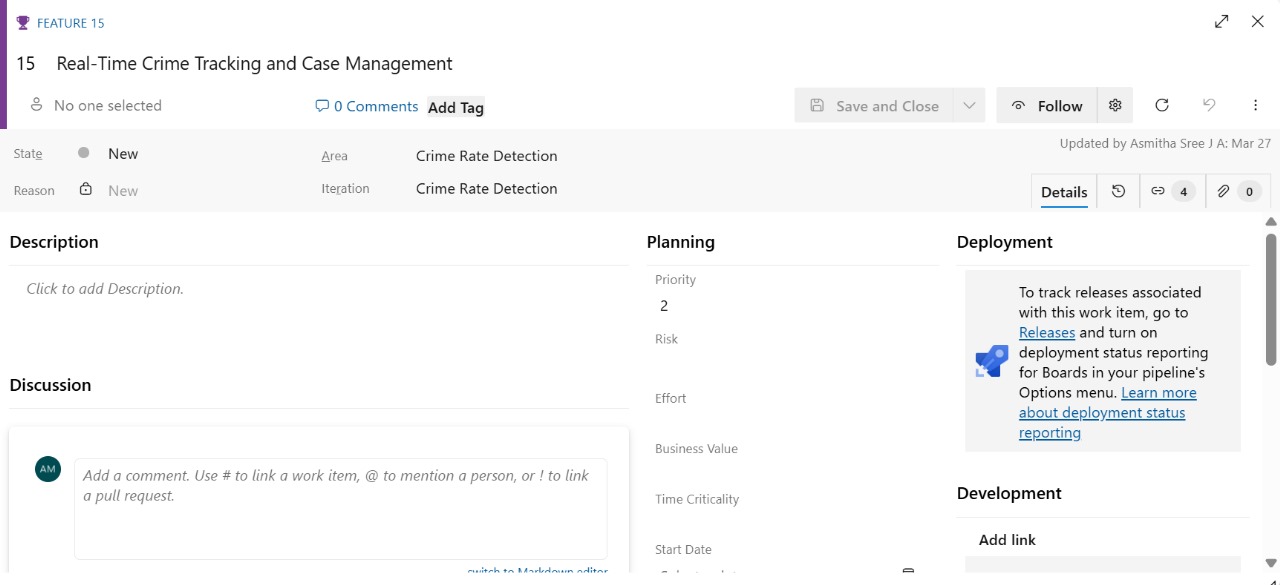 FEATURE 15
15 Real-Time Crime Tracking and Case Management
No one selected
0 Comments
Add Tag
Save and Close
Follow
State
New
Area
Crime Rate Detection
Updated by Asmitha Sree J A: Mar 27
Reason
New
Iteration
Crime Rate Detection
Details
4
0
Description
Click to add Description.
Discussion
AM
Add a comment. Use # to link a work item, @ to mention a person, or ! to link
a pull request.
switch to Markdown editor
Planning
Priority
2
Risk
Effort
Business Value
Time Criticality
Start Date
Deployment
To track releases associated
with this work item, go to
Releases and turn on
deployment status reporting
for Boards in your pipeline's
Options menu. Learn more
about deployment status
reporting
Development
Add link